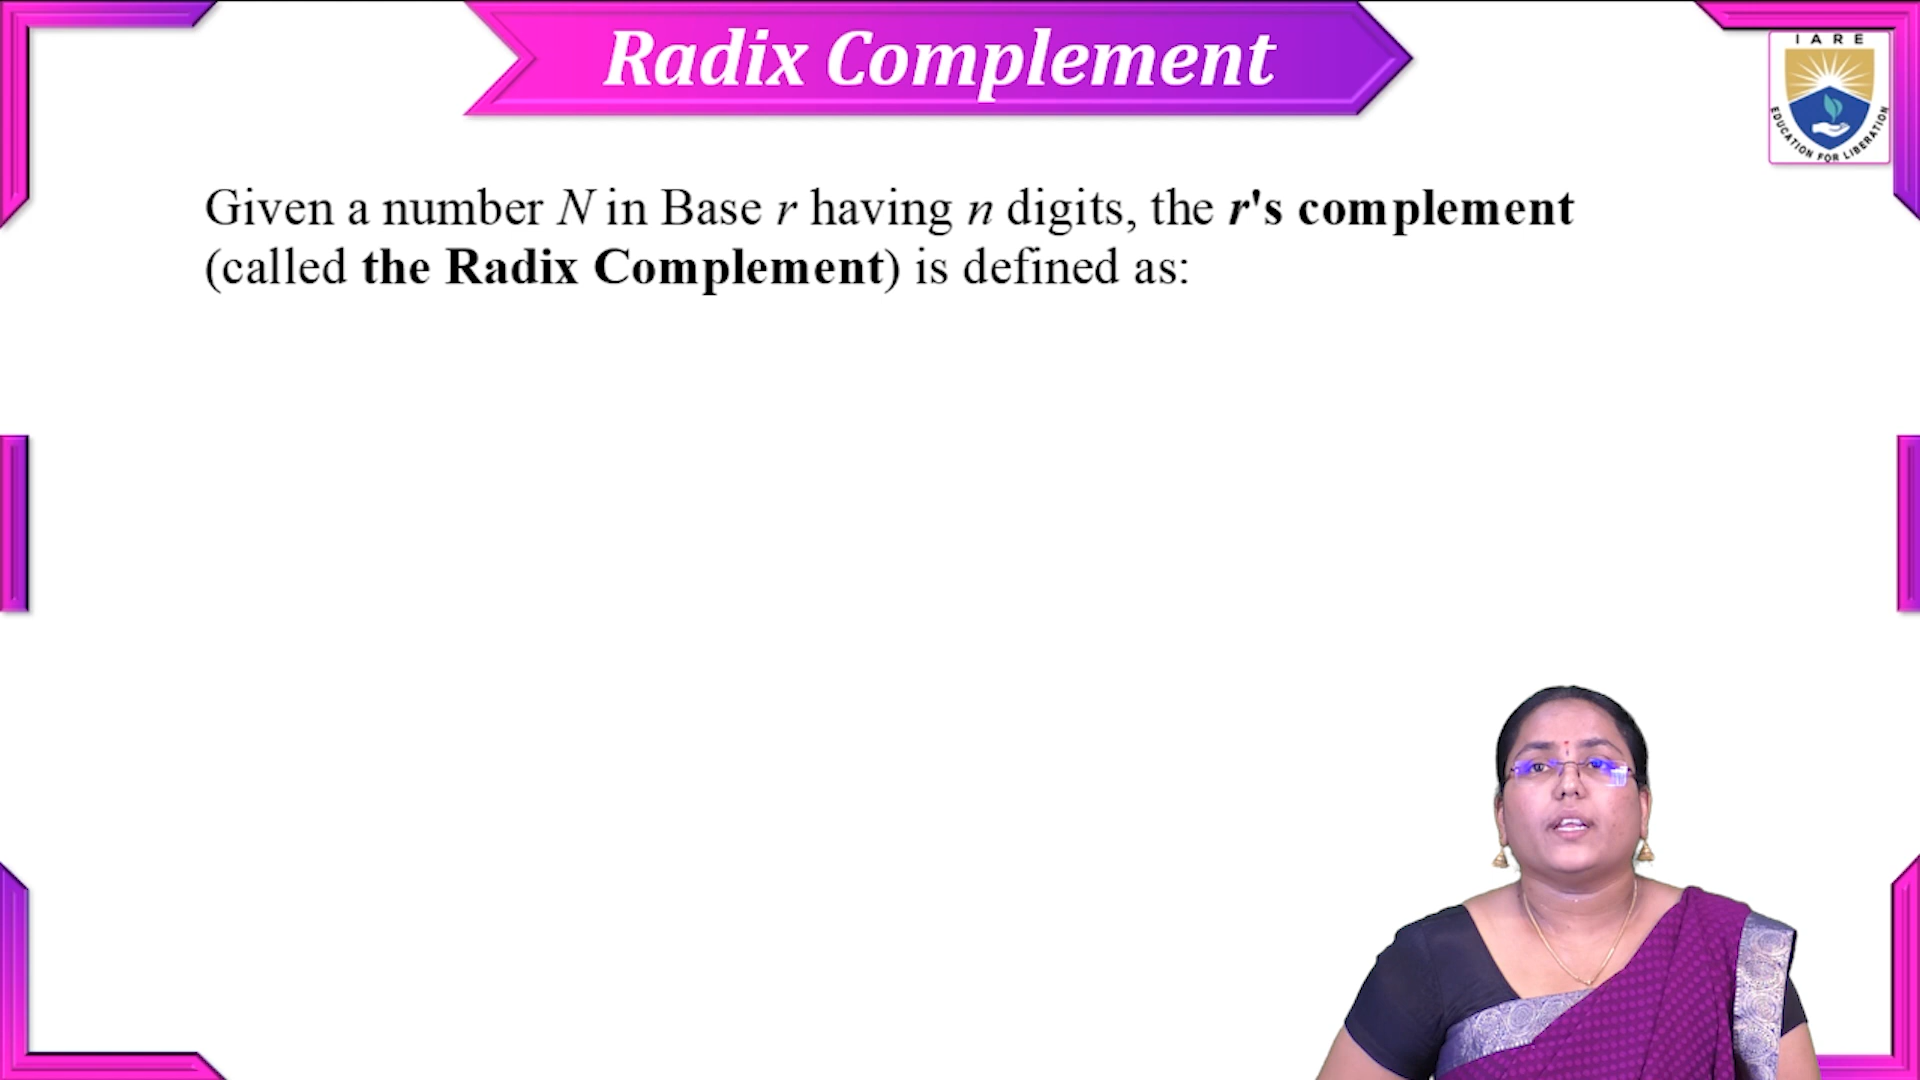 Radix Complement
I A R E
EDUCATION FOR LIBERATION
Given a number N in Base r having n digits, the r's complement
(called the Radix Complement) is defined as: